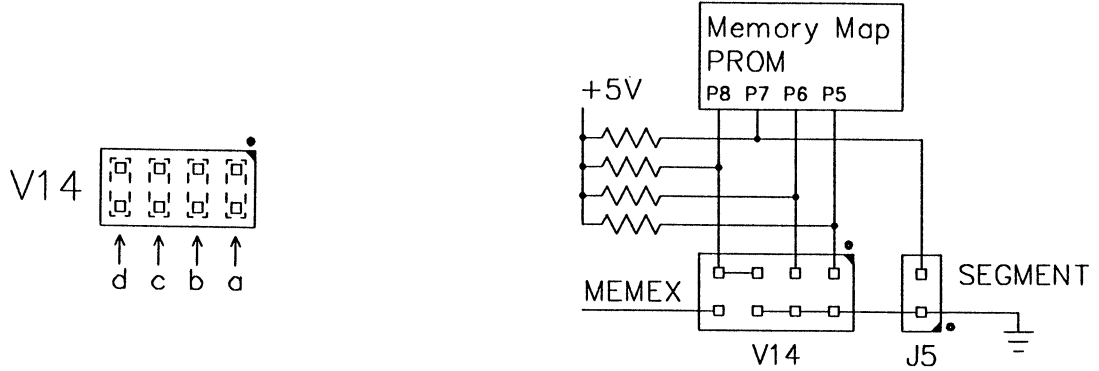 V14
d c b a
Memory Map
PROM
P8 P7 P6 P5
+5V
MEMEX
SEGMENT
V14
J5